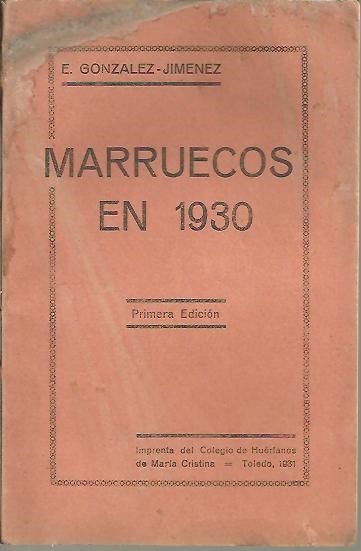 E. GONZALEZ-JIMENEZ
MARRUECOS
EN 1930
Primera Edición
Imprenta del Colegio de Huérfanos
de María Cristina = Toledo, 1931